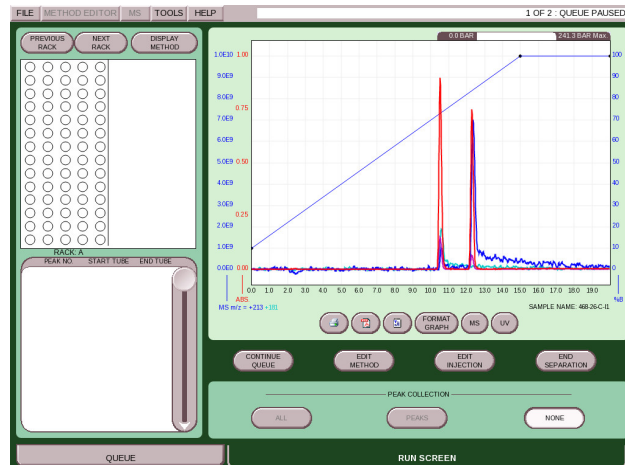 FILE METHOD EDITOR MS TOOLS HELP 1 OF 2 : QUEUE PAUSED
PREVIOUS RACK NEXT RACK DISPLAY METHOD
RACK: A
PEAK NO. START TUBE END TUBE
0.0 BAR 241.3 BAR Max.
1.0E10 1.00 100
9.0E9 90
8.0E9 80
0.75
7.0E9 70
6.0E9 60
5.0E9 0.50 50
4.0E9 40
3.0E9 30
0.25
2.0E9 20
1.0E9 10
0.0E0 0.00 0
0.0 1.0 2.0 3.0 4.0 5.0 6.0 7.0 8.0 9.0 10.0 11.0 12.0 13.0 14.0 15.0 16.0 17.0 18.0 19.0
ABS %B
MS m/z = +213 +181 SAMPLE NAME: 468-26-C-I1
FORMAT GRAPH MS UV
CONTINUE QUEUE EDIT METHOD EDIT INJECTION END SEPARATION
PEAK COLLECTION
ALL PEAKS NONE
QUEUE RUN SCREEN